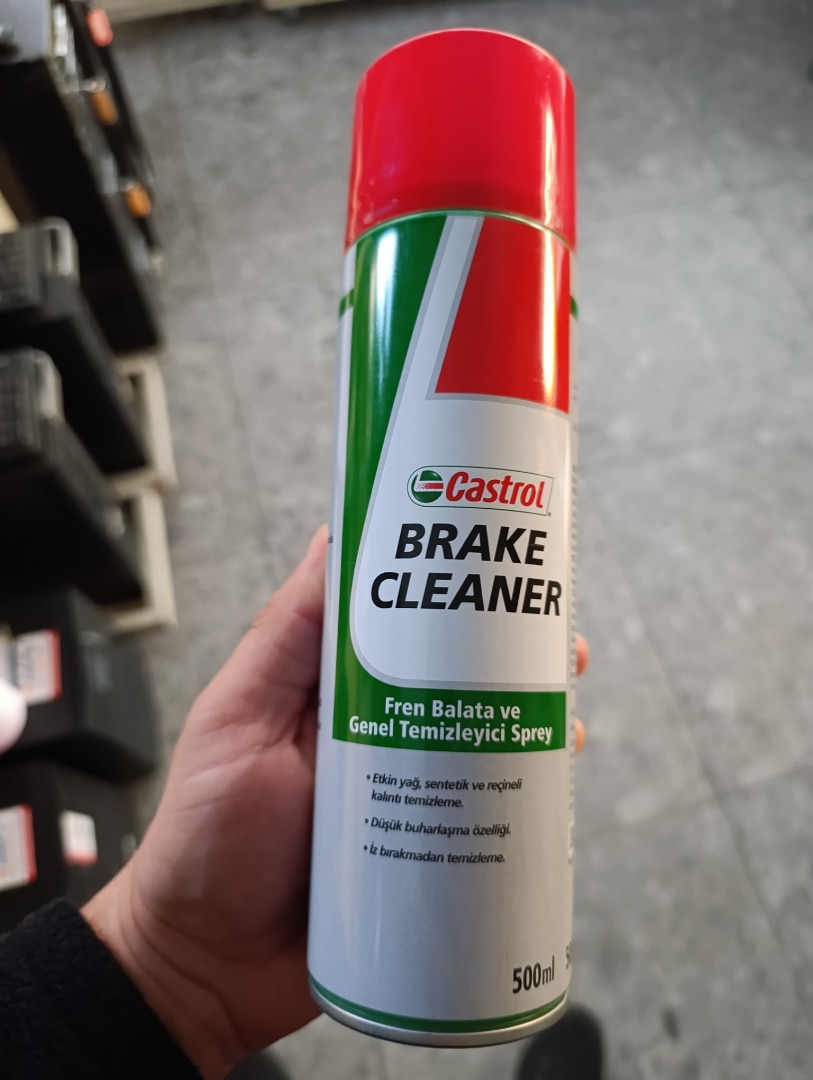 Castrol
BRAKE
CLEANER
Fren Balata ve
Genel Temizleyici Sprey
• Etkin yağ, sentetik ve reçineli
kalıntı temizleme.
• Düşük buharlaşma özelliği.
• İz bırakmadan temizleme.
500ml